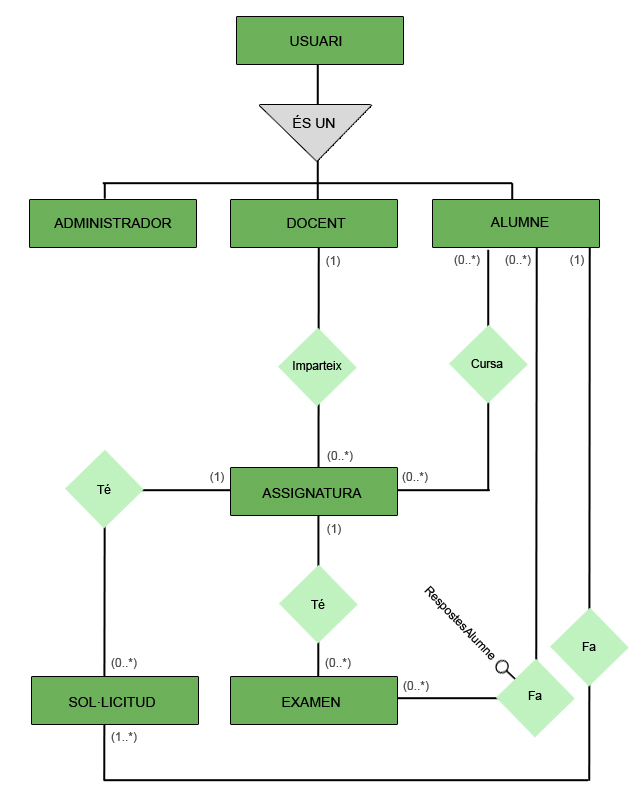 USUARI
ÉS UN
ADMINISTRADOR
DOCENT
ALUMNE
(1)
(0..*)
(0..*)
(1)
Imparteix
Cursa
(0..*)
(1)
(0..*)
Té
ASSIGNATURA
(1)
Té
RespostesAlumne
Fa
(0..*)
(0..*)
(0..*)
SOL·LICITUD
EXAMEN
Fa
(1..*)